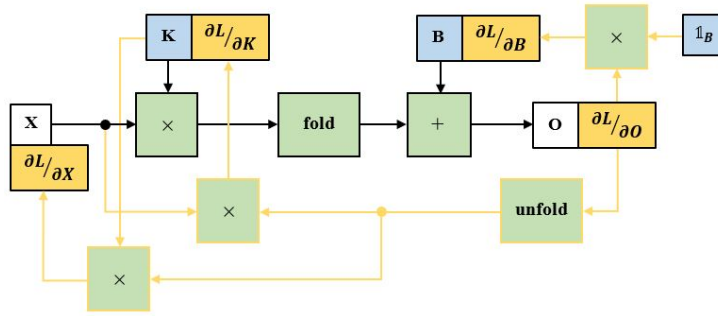 K ∂L/∂K
B ∂L/∂B
×
𝟙_B
X
×
fold
+
O ∂L/∂O
∂L/∂X
×
unfold
×